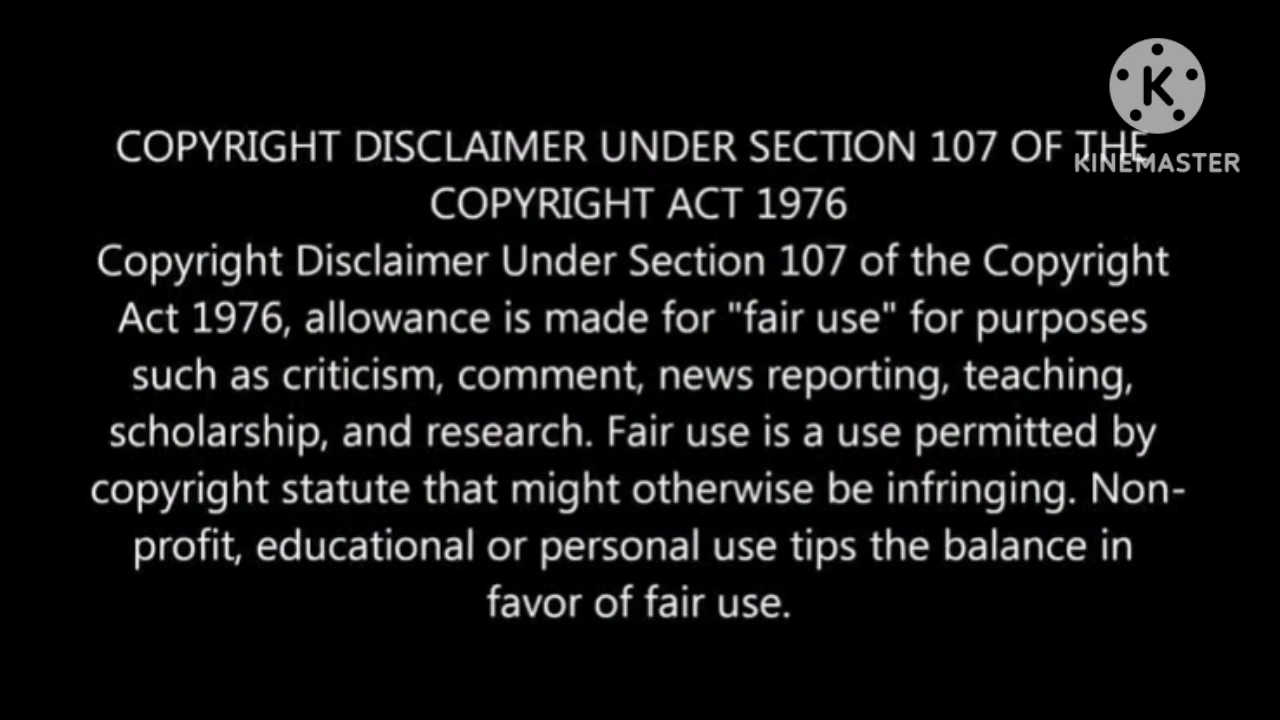 COPYRIGHT DISCLAIMER UNDER SECTION 107 OF THE
COPYRIGHT ACT 1976
Copyright Disclaimer Under Section 107 of the Copyright
Act 1976, allowance is made for "fair use" for purposes
such as criticism, comment, news reporting, teaching,
scholarship, and research. Fair use is a use permitted by
copyright statute that might otherwise be infringing. Non-
profit, educational or personal use tips the balance in
favor of fair use.
K
KINEMASTER